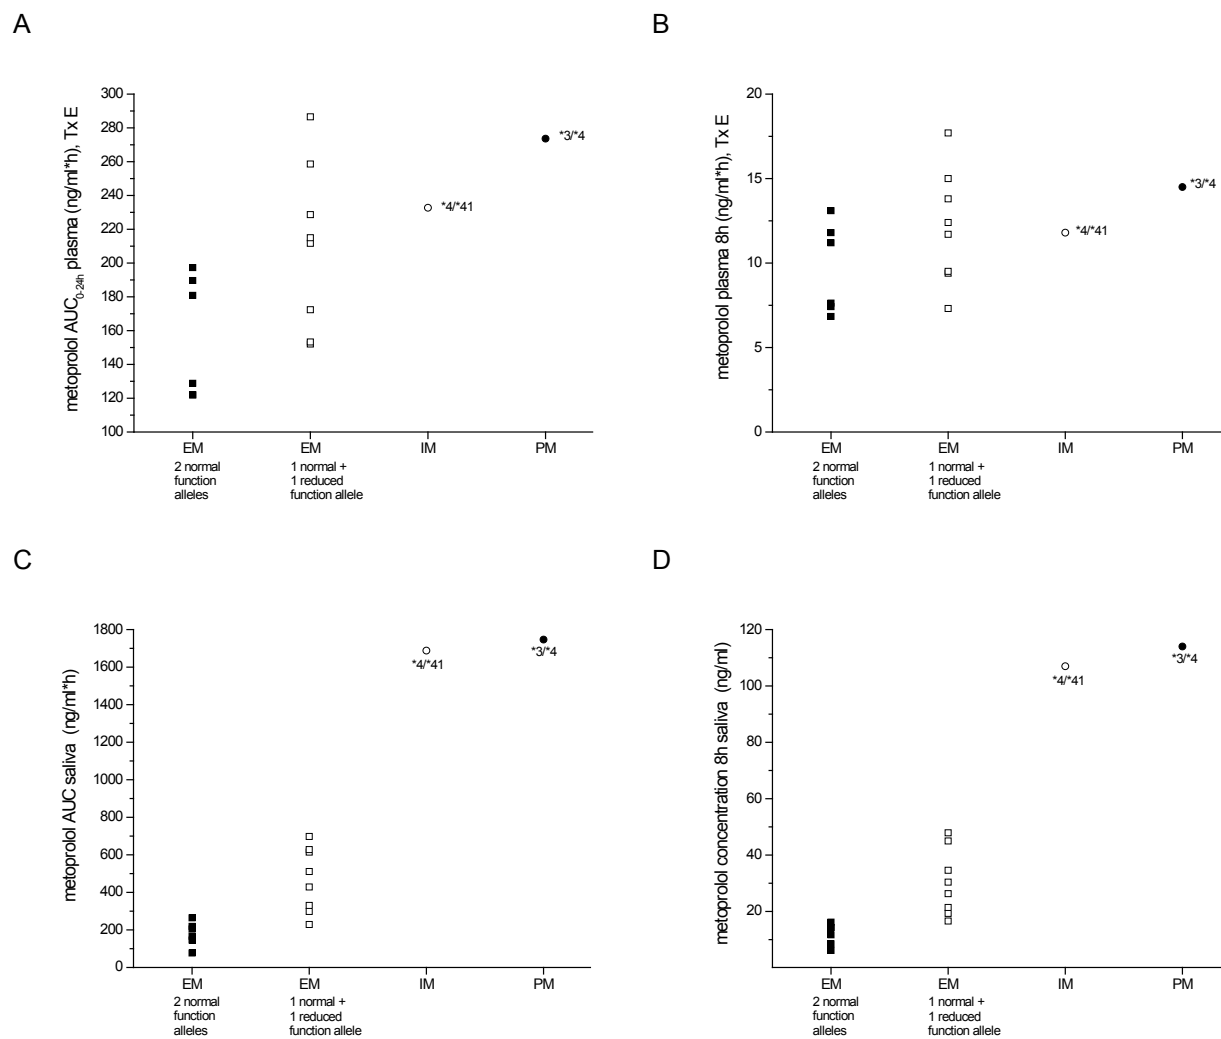 A
metoprolol AUC0-24h plasma (ng/ml*h), Tx E
300
280
260
240
220
200
180
160
140
120
100
*3/*4
*4/*41
EM
EM
IM
PM
2 normal
function
alleles
1 normal +
1 reduced
function allele
B
metoprolol plasma 8h (ng/ml*h), Tx E
20
15
10
5
0
*3/*4
*4/*41
EM
EM
IM
PM
2 normal
function
alleles
1 normal +
1 reduced
function allele
C
metoprolol AUC saliva (ng/ml*h)
1800
1600
1400
1200
1000
800
600
400
200
0
*4/*41
*3/*4
EM
EM
IM
PM
2 normal
function
alleles
1 normal +
1 reduced
function allele
D
metoprolol concentration 8h saliva (ng/ml)
120
100
80
60
40
20
*4/*41
*3/*4
EM
EM
IM
PM
2 normal
function
alleles
1 normal +
1 reduced
function allele